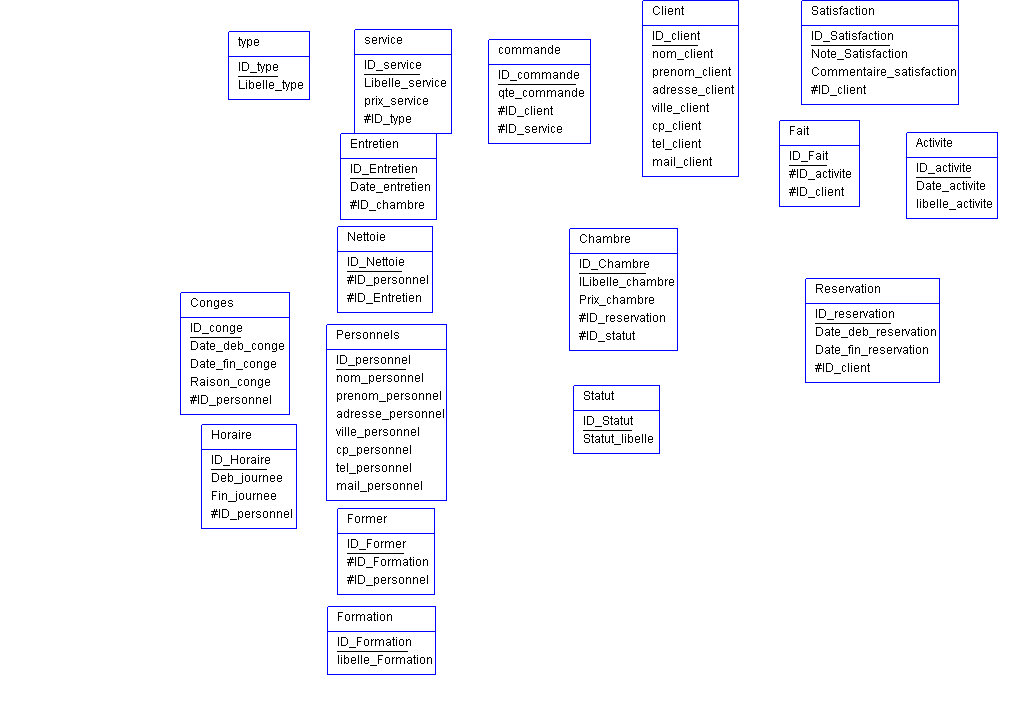 type
ID_type
Libelle_type
service
ID_service
Libelle_service
prix_service
#ID_type
commande
ID_commande
qte_commande
#ID_client
#ID_service
Client
ID_client
nom_client
prenom_client
adresse_client
ville_client
cp_client
tel_client
mail_client
Satisfaction
ID_Satisfaction
Note_Satisfaction
Commentaire_satisfaction
#ID_client
Entretien
ID_Entretien
Date_entretien
#ID_chambre
Fait
ID_Fait
#ID_activite
#ID_client
Activite
ID_activite
Date_activite
libelle_activite
Nettoie
ID_Nettoie
#ID_personnel
#ID_Entretien
Chambre
ID_Chambre
lLibelle_chambre
Prix_chambre
#ID_reservation
#ID_statut
Reservation
ID_reservation
Date_deb_reservation
Date_fin_reservation
#ID_client
Conges
ID_conge
Date_deb_conge
Date_fin_conge
Raison_conge
#ID_personnel
Personnels
ID_personnel
nom_personnel
prenom_personnel
adresse_personnel
ville_personnel
cp_personnel
tel_personnel
mail_personnel
Statut
ID_Statut
Statut_libelle
Horaire
ID_Horaire
Deb_journee
Fin_journee
#ID_personnel
Former
ID_Former
#ID_Formation
#ID_personnel
Formation
ID_Formation
libelle_Formation